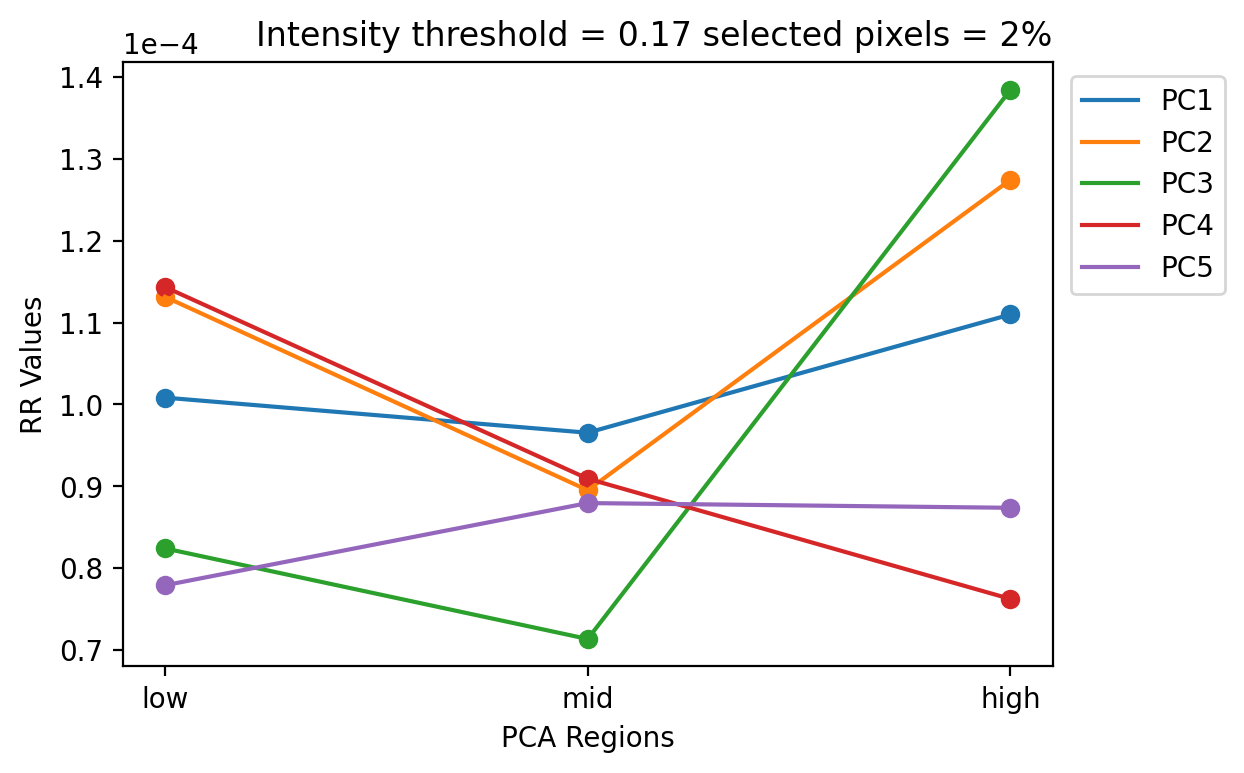 Intensity threshold = 0.17 selected pixels = 2%
1e−4
1.4
1.3
1.2
1.1
1.0
0.9
0.8
0.7
RR Values
low
mid
high
PCA Regions
PC1
PC2
PC3
PC4
PC5